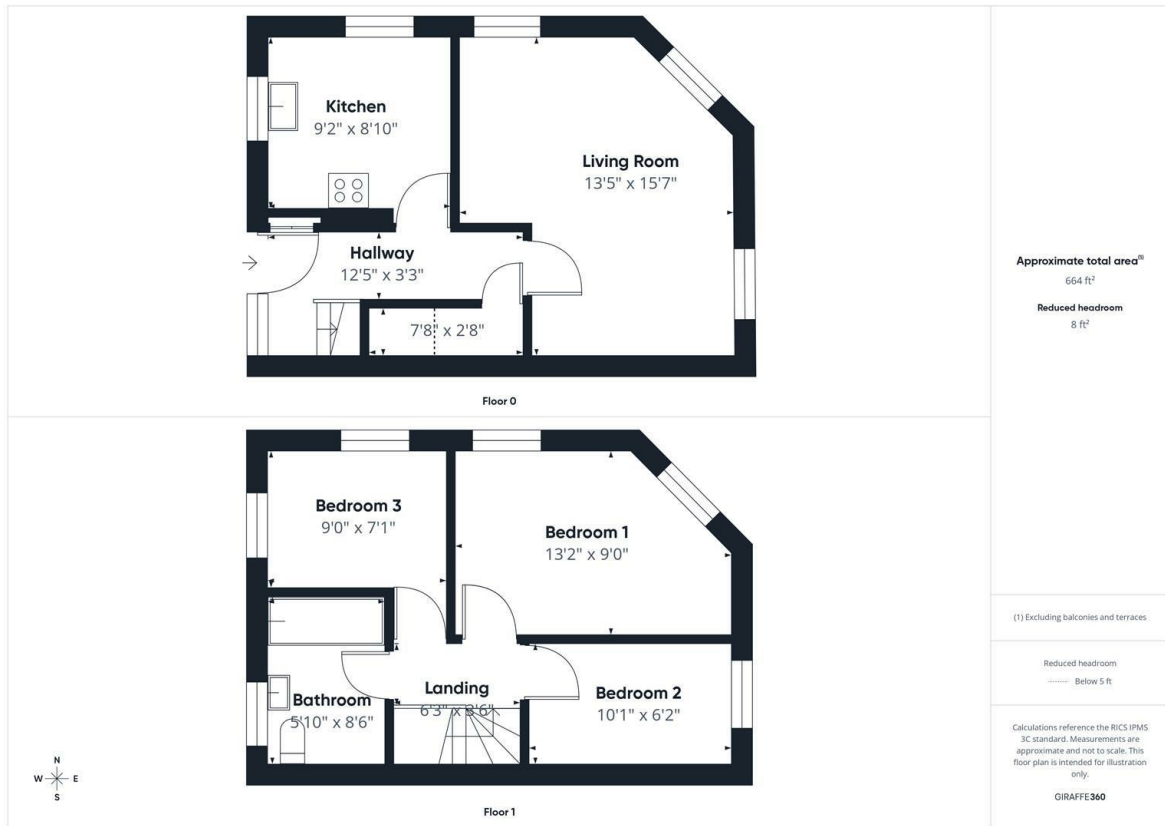 Kitchen
9'2" x 8'10"
Living Room
13'5" x 15'7"
Hallway
12'5" x 3'3"
7'8" x 2'8"
Floor 0
Bedroom 3
9'0" x 7'1"
Bedroom 1
13'2" x 9'0"
Bathroom
5'10" x 8'6"
Landing
6'3" x 3'6"
Bedroom 2
10'1" x 6'2"
Floor 1
N
W E
S
Approximate total area(1)
664 ft²
Reduced headroom
8 ft²
(1) Excluding balconies and terraces
Reduced headroom
Below 5 ft
Calculations reference the RICS IPMS
3C standard. Measurements are
approximate and not to scale. This
floor plan is intended for illustration
only.
GIRAFFE360